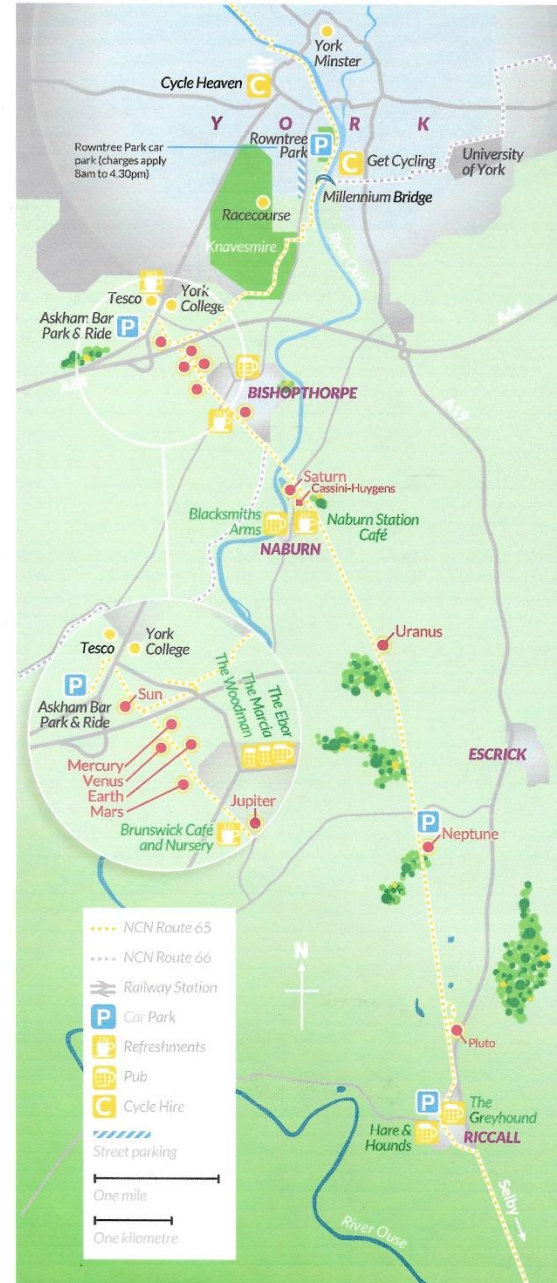 York
Minster
Cycle Heaven
C
Y O R K
Rowntree
Park
P
Rowntree Park car
park (charges apply
8am to 4.30pm)
C
Get Cycling
University
of York
Millennium Bridge
Racecourse
Knavesmire
River Ouse
Tesco
York
College
Askham Bar
Park & Ride
P
A64
A64
A19
BISHOPTHORPE
Saturn
Cassini-Huygens
Blacksmiths
Arms
Naburn Station
Café
NABURN
Uranus
Tesco
York
College
P
Askham Bar
Park & Ride
Sun
The Woodman
The Marcia
The Ebor
Mercury
Venus
Earth
Mars
Jupiter
Brunswick Café
and Nursery
ESCRICK
P
Neptune
NCN Route 65
NCN Route 66
Railway Station
P
Car Park
Refreshments
Pub
C
Cycle Hire
Street parking
One mile
One kilometre
N
Pluto
P
The
Greyhound
Hare &
Hounds
RICCALL
River Ouse
Selby